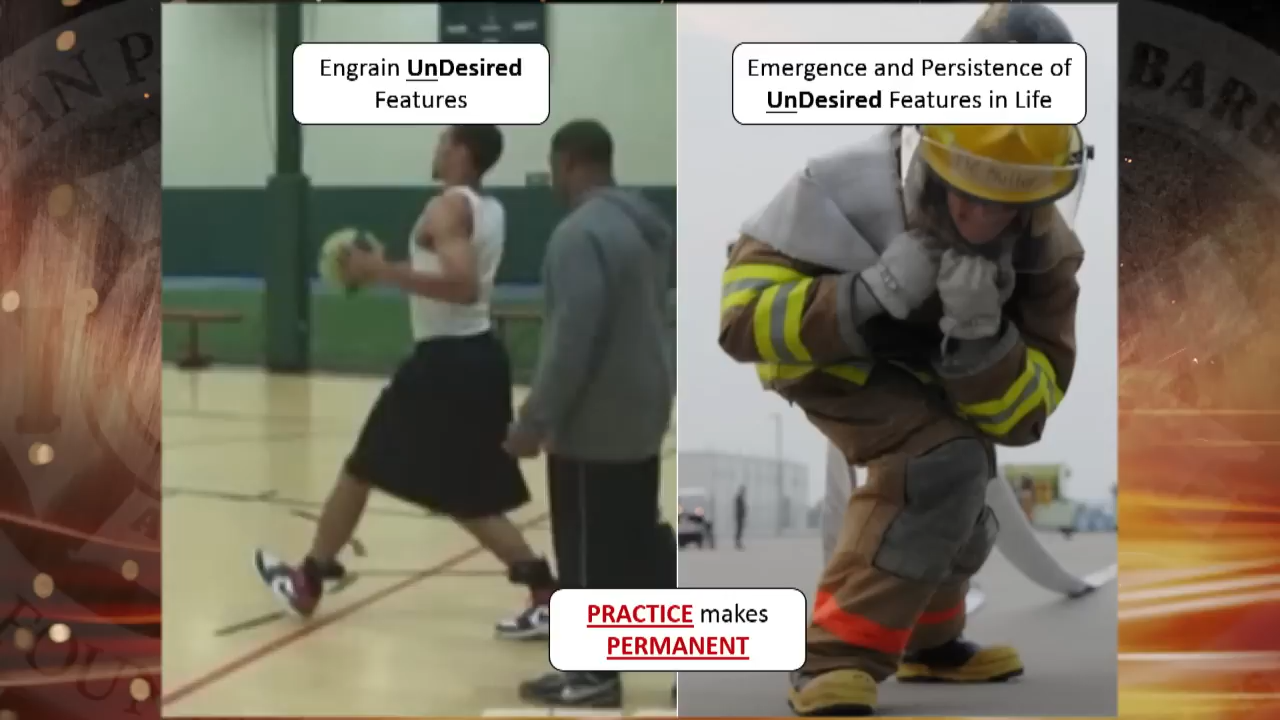 Engrain UnDesired
Features
Emergence and Persistence of
UnDesired Features in Life
PRACTICE makes
PERMANENT